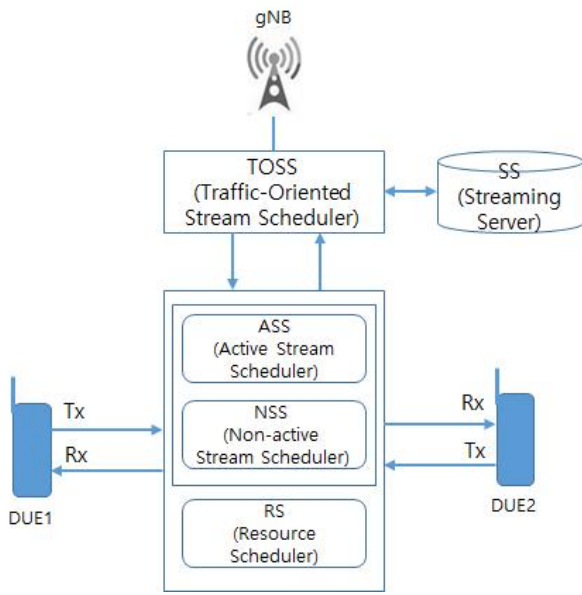 gNB
TOSS
(Traffic-Oriented
Stream Scheduler)
SS
(Streaming
Server)
ASS
(Active Stream
Scheduler)
NSS
(Non-active
Stream Scheduler)
RS
(Resource
Scheduler)
Tx
Rx
DUE1
Rx
Tx
DUE2